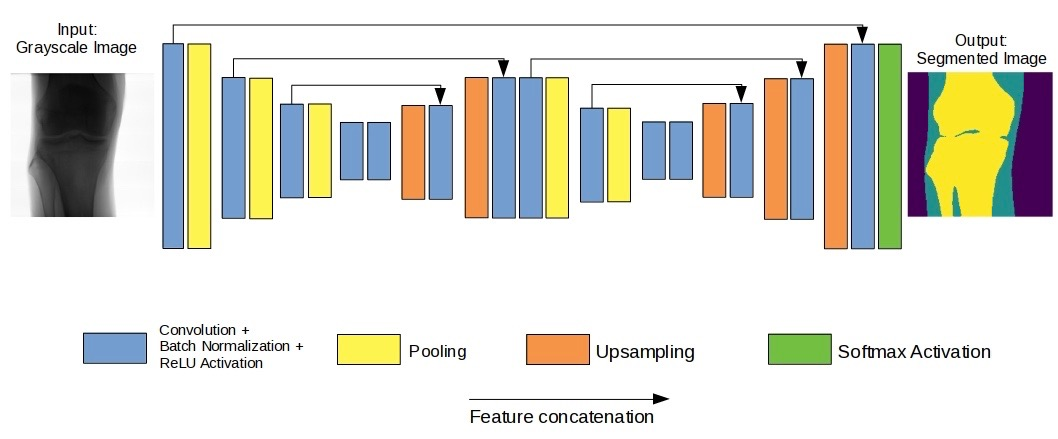 Input:
Grayscale Image
Output:
Segmented Image
Convolution +
Batch Normalization +
ReLU Activation
Pooling
Upsampling
Softmax Activation
Feature concatenation